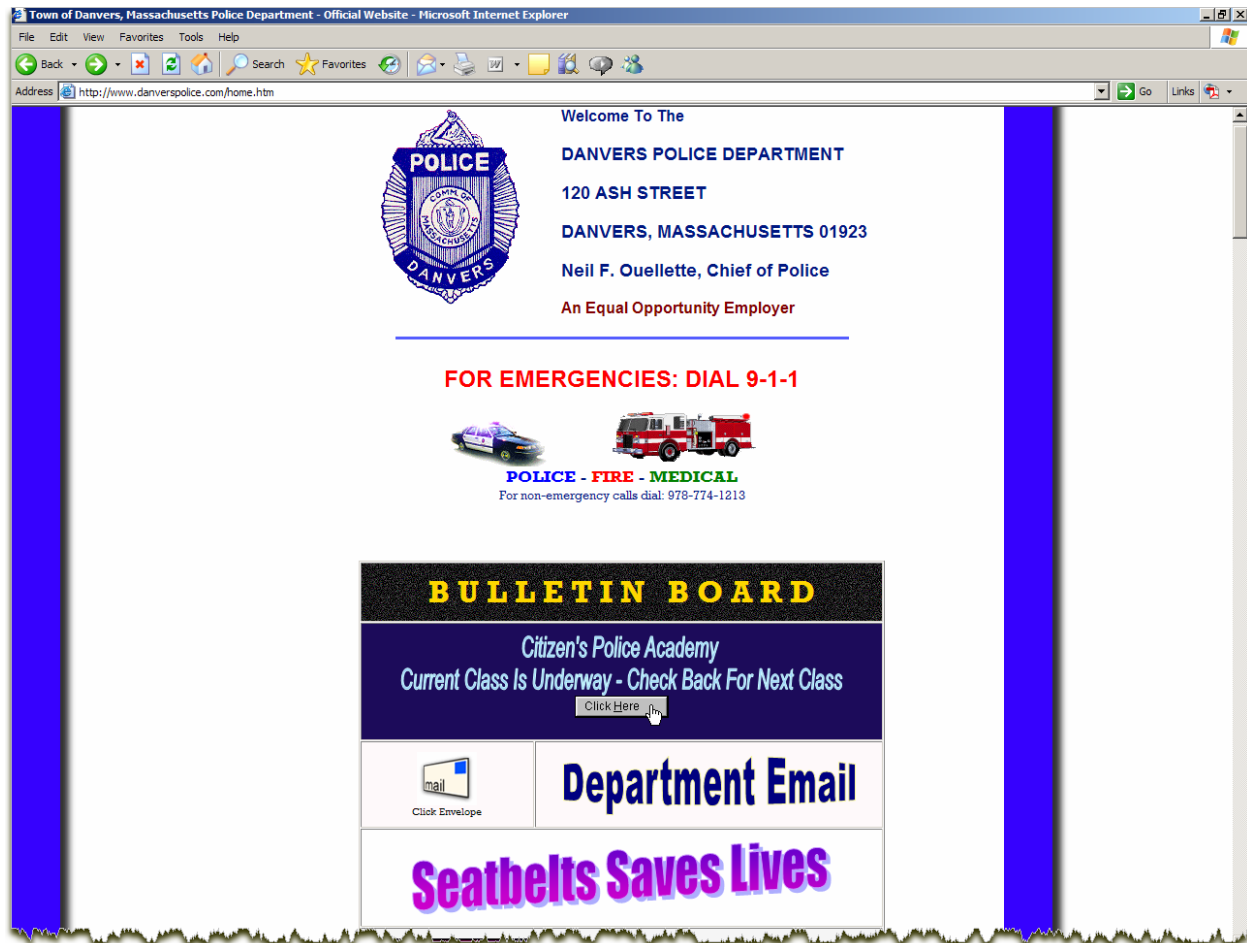 Town of Danvers, Massachusetts Police Department - Official Website - Microsoft Internet Explorer
File Edit View Favorites Tools Help
Back Search Favorites
Address http://www.danverspolice.com/home.htm Go Links
Welcome To The
DANVERS POLICE DEPARTMENT
120 ASH STREET
DANVERS, MASSACHUSETTS 01923
Neil F. Ouellette, Chief of Police
An Equal Opportunity Employer
POLICE
COMM. OF
MASSACHUSETTS
DANVERS
FOR EMERGENCIES: DIAL 9-1-1
POLICE - FIRE - MEDICAL
For non-emergency calls dial: 978-774-1213
BULLETIN BOARD
Citizen's Police Academy
Current Class Is Underway - Check Back For Next Class
Click Here
mail
Click Envelope
Department Email
Seatbelts Saves Lives